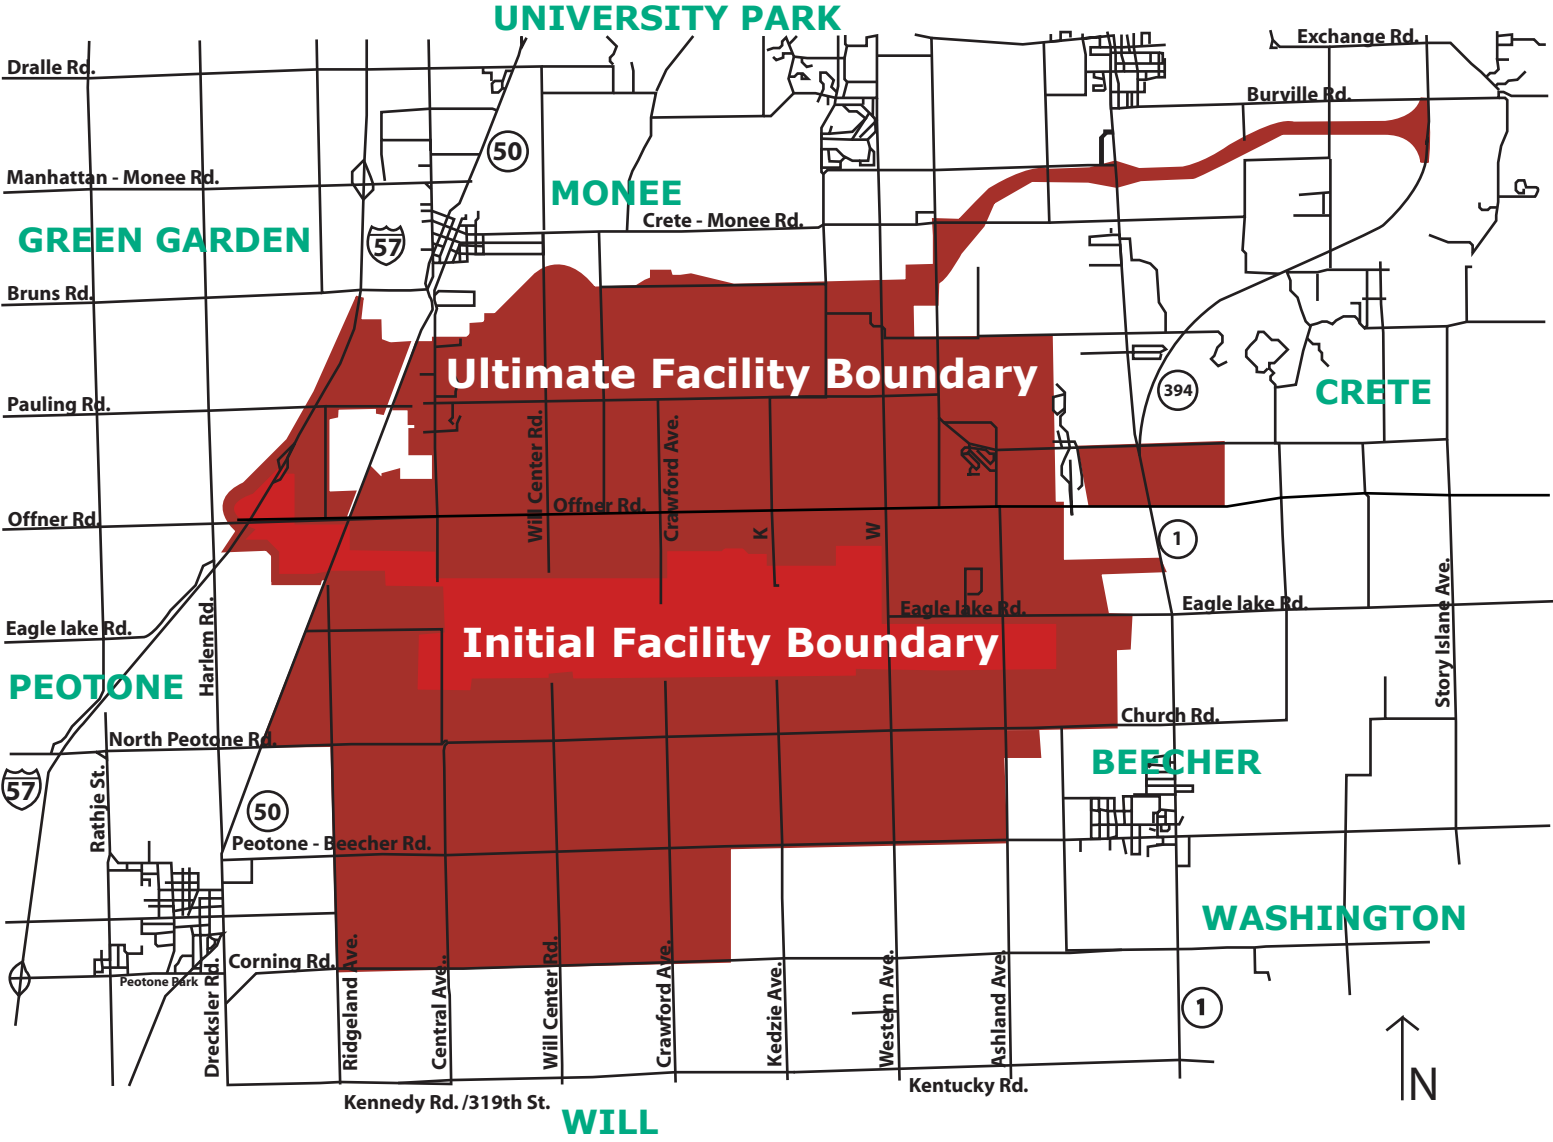 UNIVERSITY PARK
Exchange Rd.
Dralle Rd.
Burville Rd.
50
Manhattan - Monee Rd.
MONEE
Crete - Monee Rd.
GREEN GARDEN
57
Bruns Rd.
Ultimate Facility Boundary
394
CRETE
Pauling Rd.
Will Center Rd.
Crawford Ave.
K
W
Offner Rd.
Offner Rd.
1
Harlem Rd.
Story Islane Ave.
Eagle lake Rd.
Eagle lake Rd.
Eagle lake Rd.
Initial Facility Boundary
PEOTONE
Church Rd.
North Peotone Rd.
BEECHER
57
Rathje St.
50
Peotone - Beecher Rd.
WASHINGTON
Corning Rd.
Peotone Park
Drecksler Rd.
Ridgeland Ave.
Central Ave..
Will Center Rd.
Crawford Ave.
Kedzie Ave.
Western Ave.
Ashland Ave.
1
N
Kentucky Rd.
Kennedy Rd. /319th St.
WILL